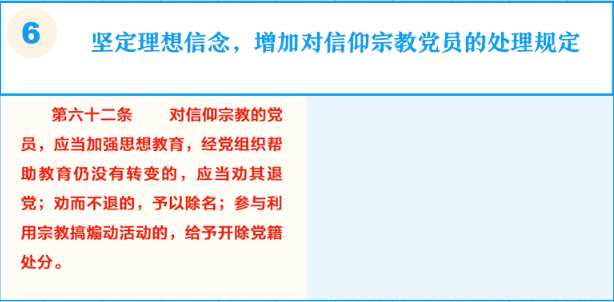 6
坚定理想信念，增加对信仰宗教党员的处理规定
第六十二条 对信仰宗教的党
员，应当加强思想教育，经党组织帮
助教育仍没有转变的，应当劝其退
党；劝而不退的，予以除名；参与利
用宗教搞煽动活动的，给予开除党籍
处分。